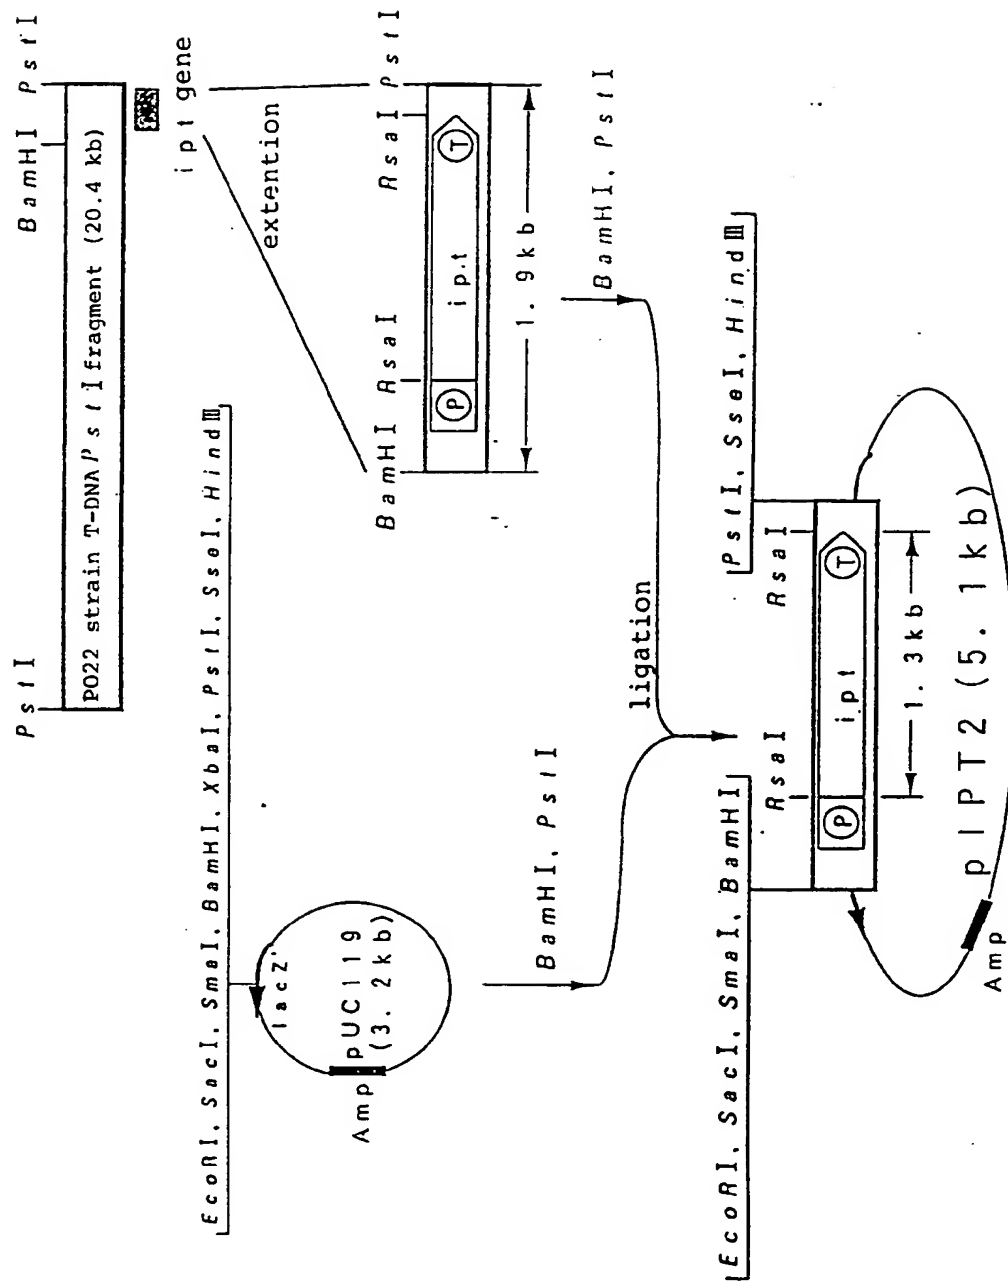 PstI
BamHI
PstI
PO22 strain T-DNA PstI fragment (20.4 kb)
ipt gene
extention
EcoRI, SacI, SmaI, BamHI, XbaI, PstI, SseI, HindⅢ
lacZ'
Amp
pUC119
(3.2kb)
BamHI
RsaI
RsaI
PstI
P
ipt
T
1.9kb
BamHI, PstI
BamHI, PstI
ligation
EcoRI, SacI, SmaI, BamHI
PstI, SseI, HindⅢ
RsaI
RsaI
P
ipt
T
1.3kb
Amp
pIPT2 (5.1kb)